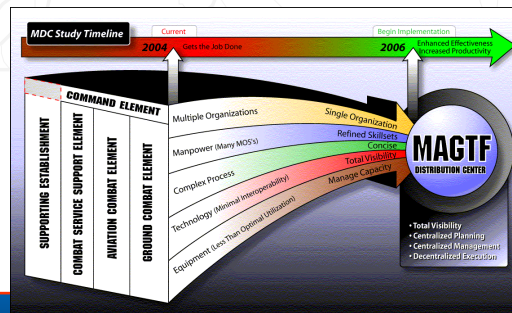 MDC Study Timeline
Current
Begin Implementation
2004
Gets the Job Done
2006
Enhanced Effectiveness
Increased Productivity
COMMAND ELEMENT
SUPPORTING ESTABLISHMENT
COMBAT SERVICE SUPPORT ELEMENT
AVIATION COMBAT ELEMENT
GROUND COMBAT ELEMENT
Multiple Organizations
Single Organization
Manpower (Many MOS's)
Refined Skillsets
Complex Process
Concise
Technology (Minimal Interoperability)
Total Visibility
Equipment (Less Than Optimal Utilization)
Manage Capacity
MAGTF
DISTRIBUTION CENTER
• Total Visibility
• Centralized Planning
• Centralized Management
• Decentralized Execution